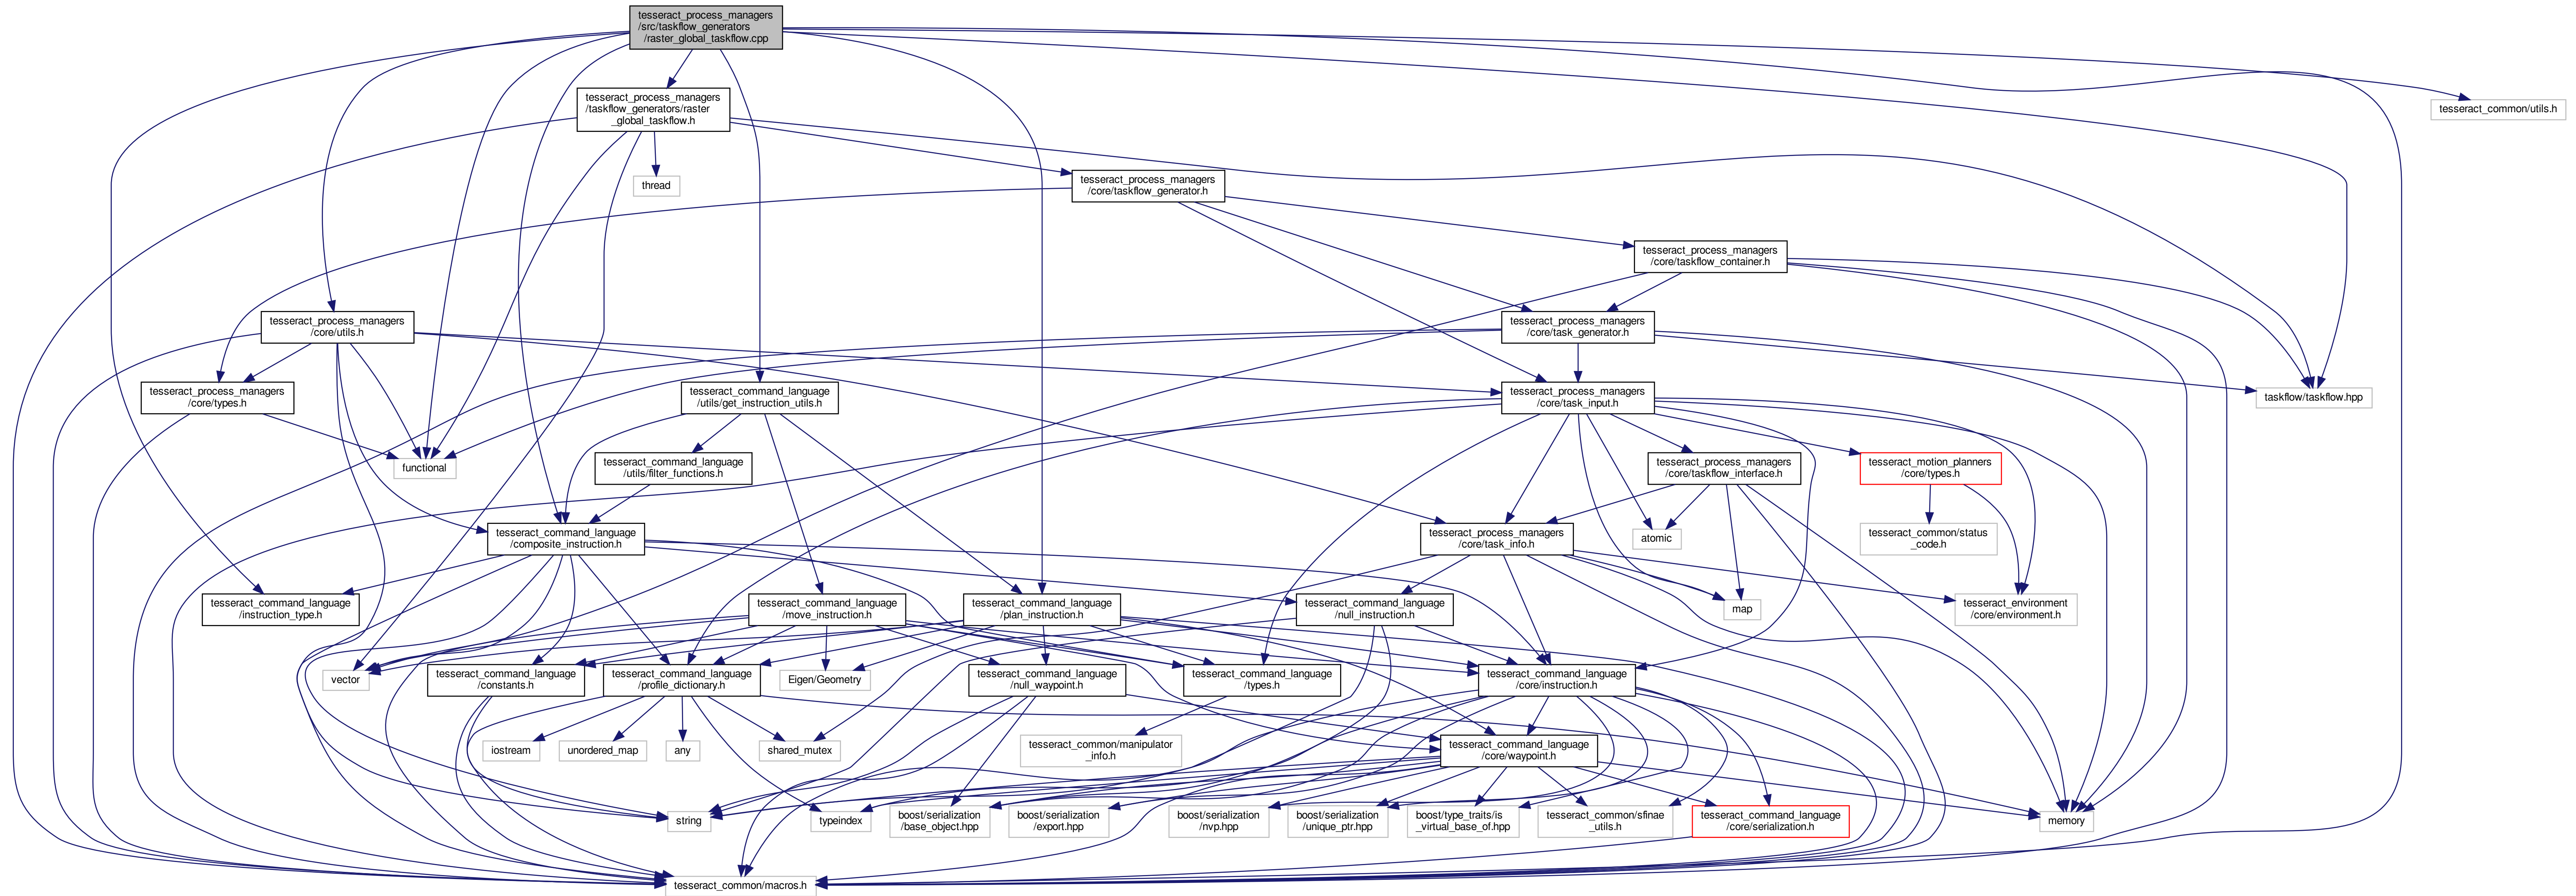 tesseract_process_managers
/src/taskflow_generators
/raster_global_taskflow.cpp
tesseract_process_managers
/taskflow_generators/raster
_global_taskflow.h
tesseract_common/utils.h
thread
tesseract_process_managers
/core/taskflow_generator.h
tesseract_process_managers
/core/taskflow_container.h
tesseract_process_managers
/core/utils.h
tesseract_process_managers
/core/task_generator.h
tesseract_process_managers
/core/types.h
tesseract_command_language
/utils/get_instruction_utils.h
tesseract_process_managers
/core/task_input.h
taskflow/taskflow.hpp
functional
tesseract_command_language
/utils/filter_functions.h
tesseract_process_managers
/core/taskflow_interface.h
tesseract_motion_planners
/core/types.h
tesseract_command_language
/composite_instruction.h
tesseract_process_managers
/core/task_info.h
atomic
tesseract_common/status
_code.h
tesseract_command_language
/instruction_type.h
tesseract_command_language
/move_instruction.h
tesseract_command_language
/plan_instruction.h
tesseract_command_language
/null_instruction.h
map
tesseract_environment
/core/environment.h
vector
tesseract_command_language
/constants.h
tesseract_command_language
/profile_dictionary.h
Eigen/Geometry
tesseract_command_language
/null_waypoint.h
tesseract_command_language
/types.h
tesseract_command_language
/core/instruction.h
iostream
unordered_map
any
shared_mutex
tesseract_common/manipulator
_info.h
tesseract_command_language
/core/waypoint.h
string
typeindex
boost/serialization
/base_object.hpp
boost/serialization
/export.hpp
boost/serialization
/nvp.hpp
boost/serialization
/unique_ptr.hpp
boost/type_traits/is
_virtual_base_of.hpp
tesseract_common/sfinae
_utils.h
tesseract_command_language
/core/serialization.h
memory
tesseract_common/macros.h